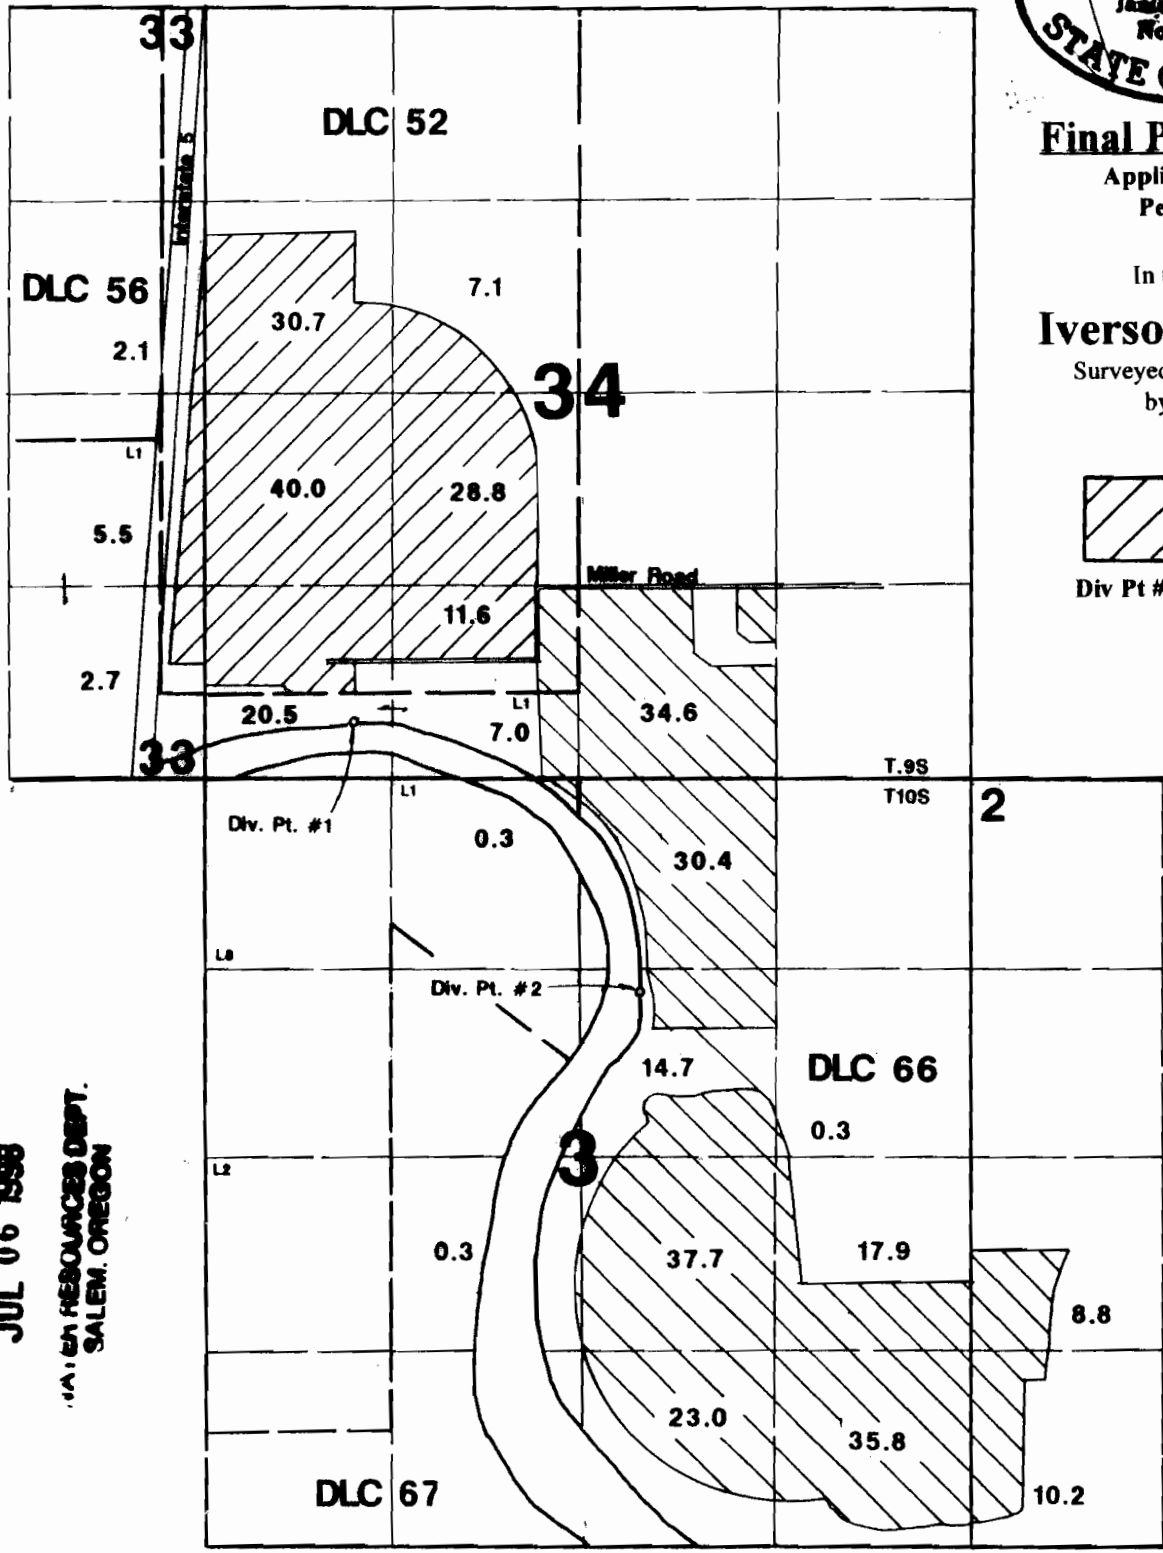 33
No
STATE
DLC 52
Interstate 5
Final P
Appli
Pe
DLC 56
7.1
In
30.7
Iverso
2.1
Surveyed
by
34
L1
40.0
28.8
5.5
Miller Road
Div Pt #
11.6
2.7
L1
34.6
20.5
7.0
33
T.9S
T10S
L1
2
Div. Pt. #1
0.3
30.4
L8
Div. Pt. #2
14.7
DLC 66
0.3
3
L2
JUL 06 1998
RESOURCES DEPT.
SALEM, OREGON
0.3
37.7
17.9
8.8
23.0
35.8
DLC 67
10.2